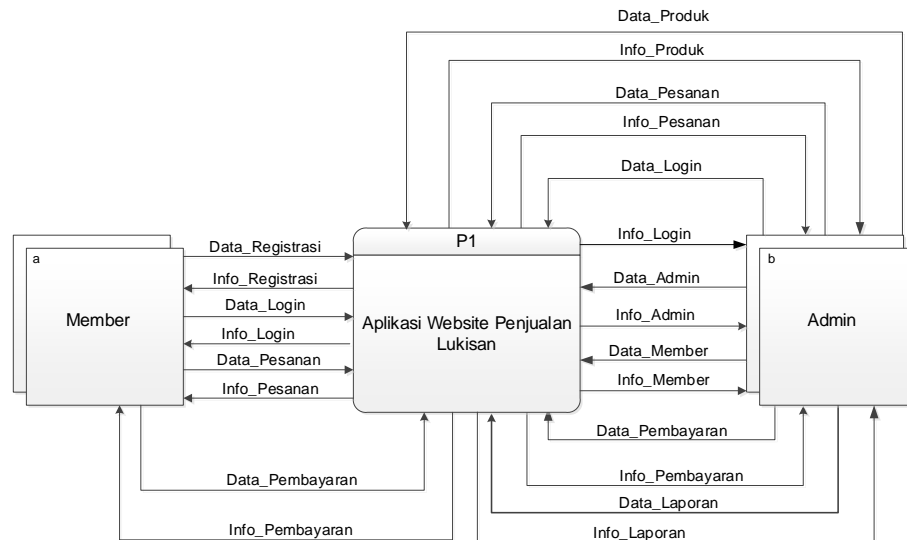 Data_Produk
Info_Produk
Data_Pesanan
Info_Pesanan
Data_Login
a
Member
Data_Registrasi
Info_Registrasi
Data_Login
Info_Login
Data_Pesanan
Info_Pesanan
P1
Aplikasi Website Penjualan
Lukisan
Info_Login
Data_Admin
Info_Admin
Data_Member
Info_Member
b
Admin
Data_Pembayaran
Info_Pembayaran
Data_Pembayaran
Info_Pembayaran
Data_Laporan
Info_Laporan